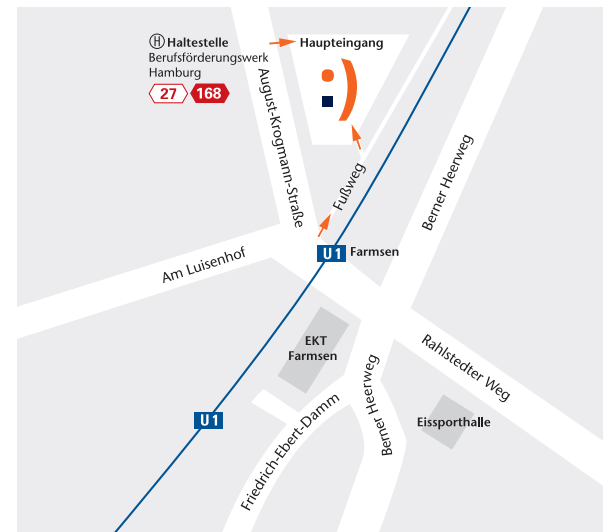 H Haltestelle
Berufsförderungswerk
Hamburg
27 168
Haupteingang
August-Krogmann-Straße
Fußweg
Berner Heerweg
Am Luisenhof
U1 Farmsen
EKT
Farmsen
Rahlstedter Weg
Berner Heerweg
Eissporthalle
U1
Friedrich-Ebert-Damm